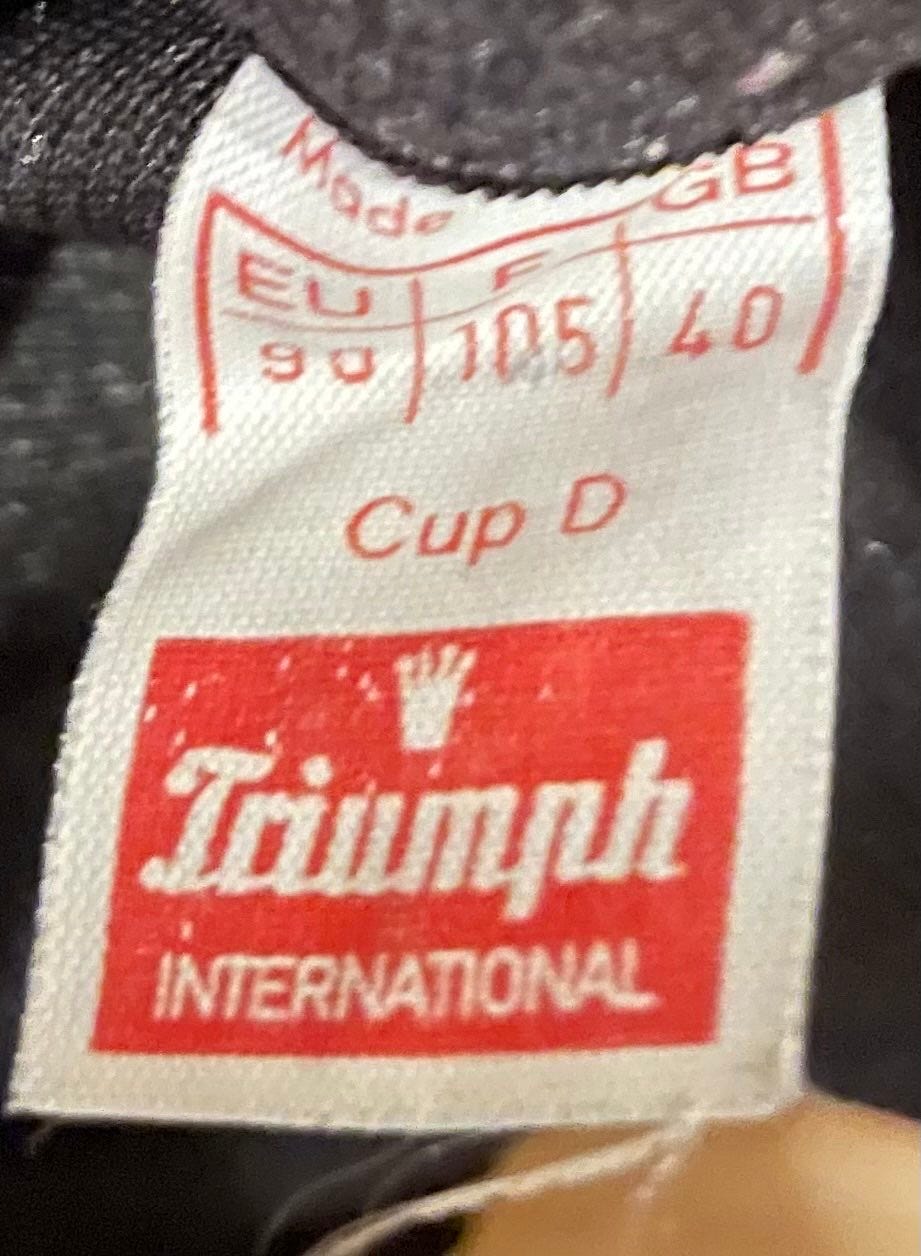 Made
EU F GB
90 105 40
Cup D
Triumph
INTERNATIONAL